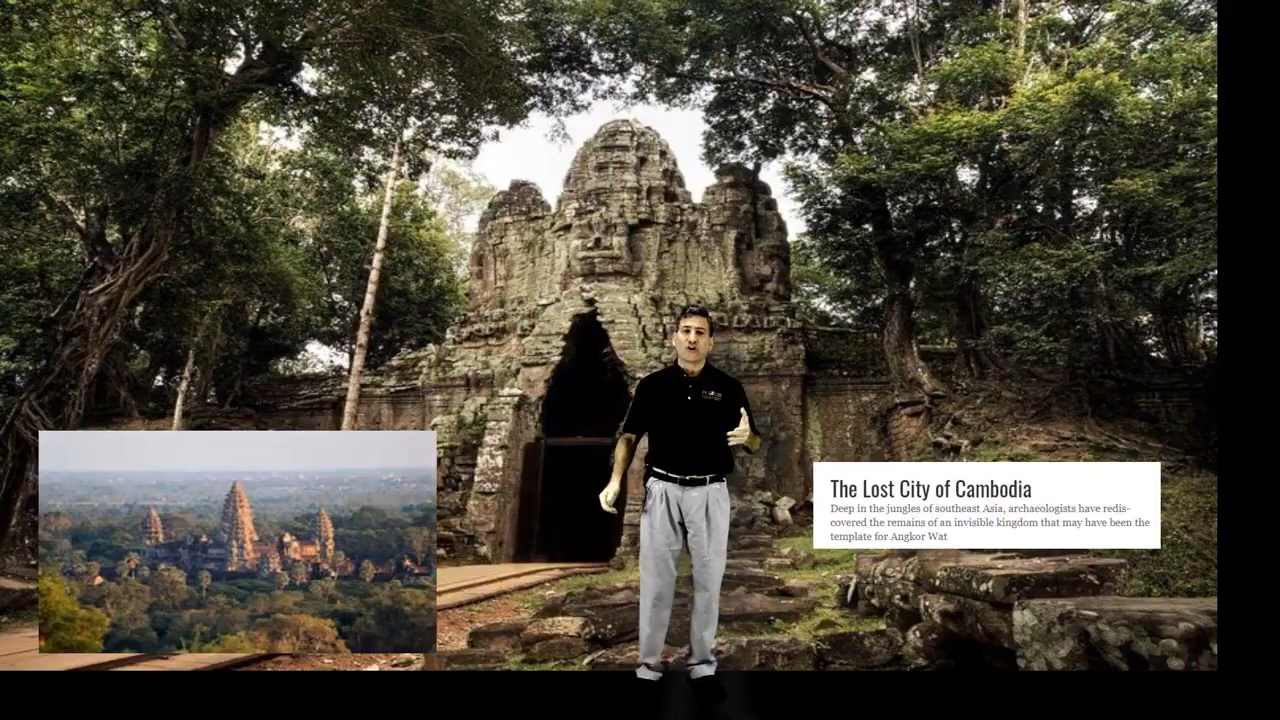 The Lost City of Cambodia
Deep in the jungles of southeast Asia, archaeologists have redis-
covered the remains of an invisible kingdom that may have been the
template for Angkor Wat